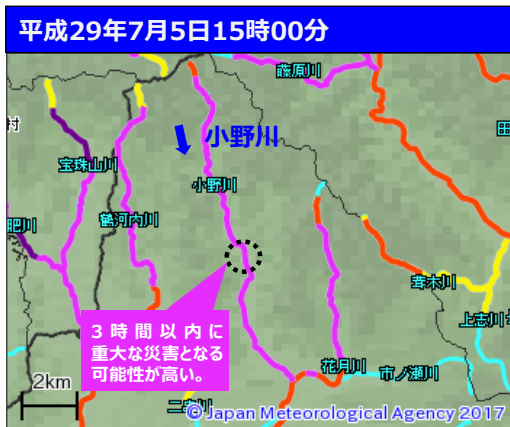 平成29年7月5日15時00分
藤原川
村
田
小野川
宝珠山川
小野川
鶴河内川
肥川
茸木川
上志川
3時間以内に
重大な災害となる
可能性が高い。
花月川
市ノ瀬川
2km
二
川
© Japan Meteorological Agency 2017